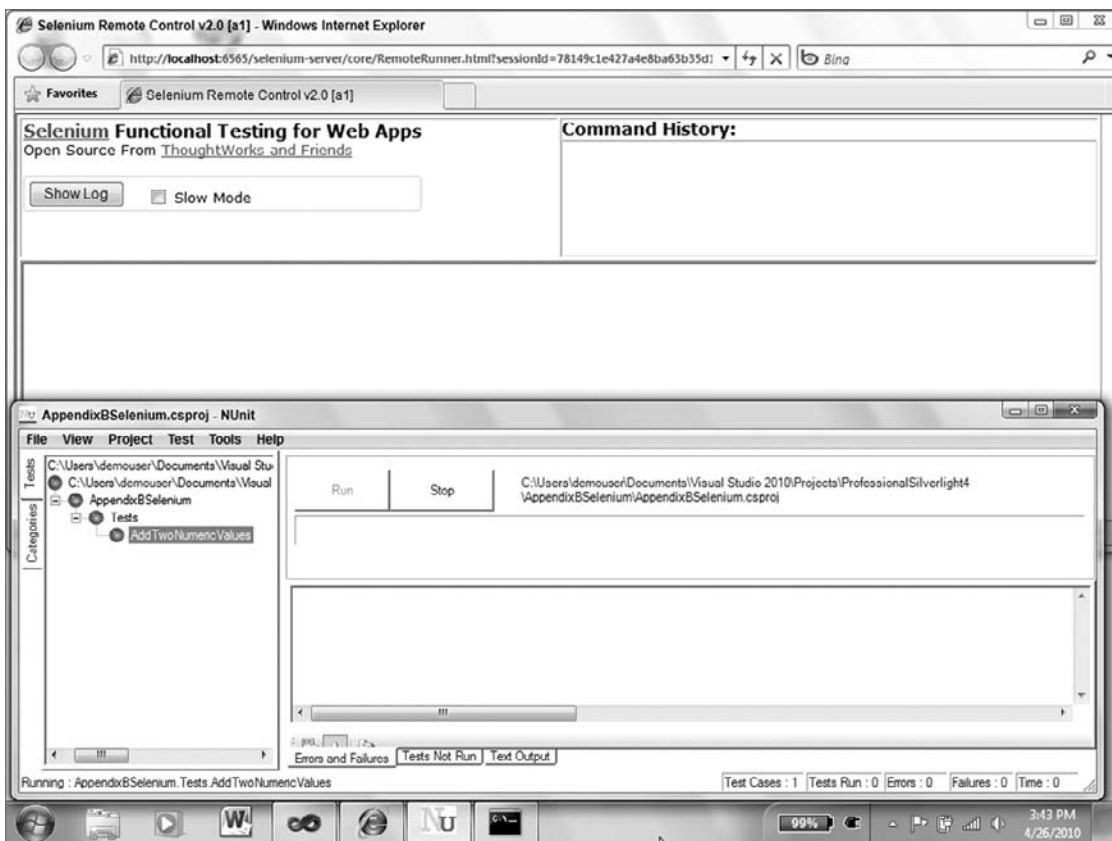 Selenium Remote Control v2.0 [a1] - Windows Internet Explorer
http://localhost:6565/selenium-server/core/RemoteRunner.html?sessionId=78149c1e427a4e8ba63b35d1
Bing
Favorites
Selenium Remote Control v2.0 [a1]
Selenium Functional Testing for Web Apps
Open Source From ThoughtWorks and Friends
Command History:
Show Log
Slow Mode
AppendixBSelenium.csproj - NUnit
File View Project Test Tools Help
Tests
Categories
C:\Users\demouser\Documents\Visual Stu
C:\Users\demouser\Documents\Visual
AppendixBSelenium
Tests
AddTwoNumericValues
Run
Stop
C:\Users\demouser\Documents\Visual Studio 2010\Projects\ProfessionalSilverlight4
\AppendixBSelenium\AppendixBSelenium.csproj
Errors and Failures
Tests Not Run
Text Output
Running : AppendixBSelenium.Tests.AddTwoNumericValues
Test Cases : 1
Tests Run : 0
Errors : 0
Failures : 0
Time : 0
W
NU
C:\
99%
3:43 PM
4/26/2010